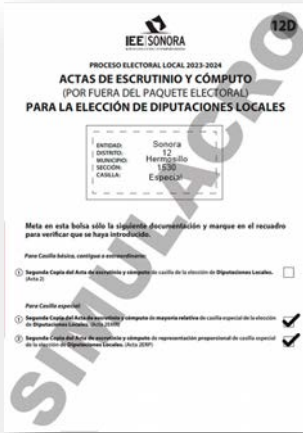 IEE SONORA
12D
PROCESO ELECTORAL LOCAL 2023-2024
ACTAS DE ESCRUTINIO Y CÓMPUTO
(POR FUERA DEL PAQUETE ELECTORAL)
PARA LA ELECCIÓN DE DIPUTACIONES LOCALES
ENTIDAD: Sonora
DISTRITO: 12
MUNICIPIO: Hermosillo
SECCIÓN: 1530
CASILLA: Especial
Meta en esta bolsa sólo la siguiente documentación y marque en el recuadro
para verificar que se haya introducido.
Para Casilla básica, contigua o extraordinaria:
1 Segunda Copia del Acta de escrutinio y cómputo de casilla de la elección de Diputaciones Locales.
(Acta 2)
Para Casilla especial:
1 Segunda Copia del Acta de escrutinio y cómputo de mayoría relativa de casilla especial de la elección
de Diputaciones Locales. (Acta 2EMR)
2 Segunda Copia del Acta de escrutinio y cómputo de representación proporcional de casilla especial
de la elección de Diputaciones Locales. (Acta 2ERP)
SIMULACRO